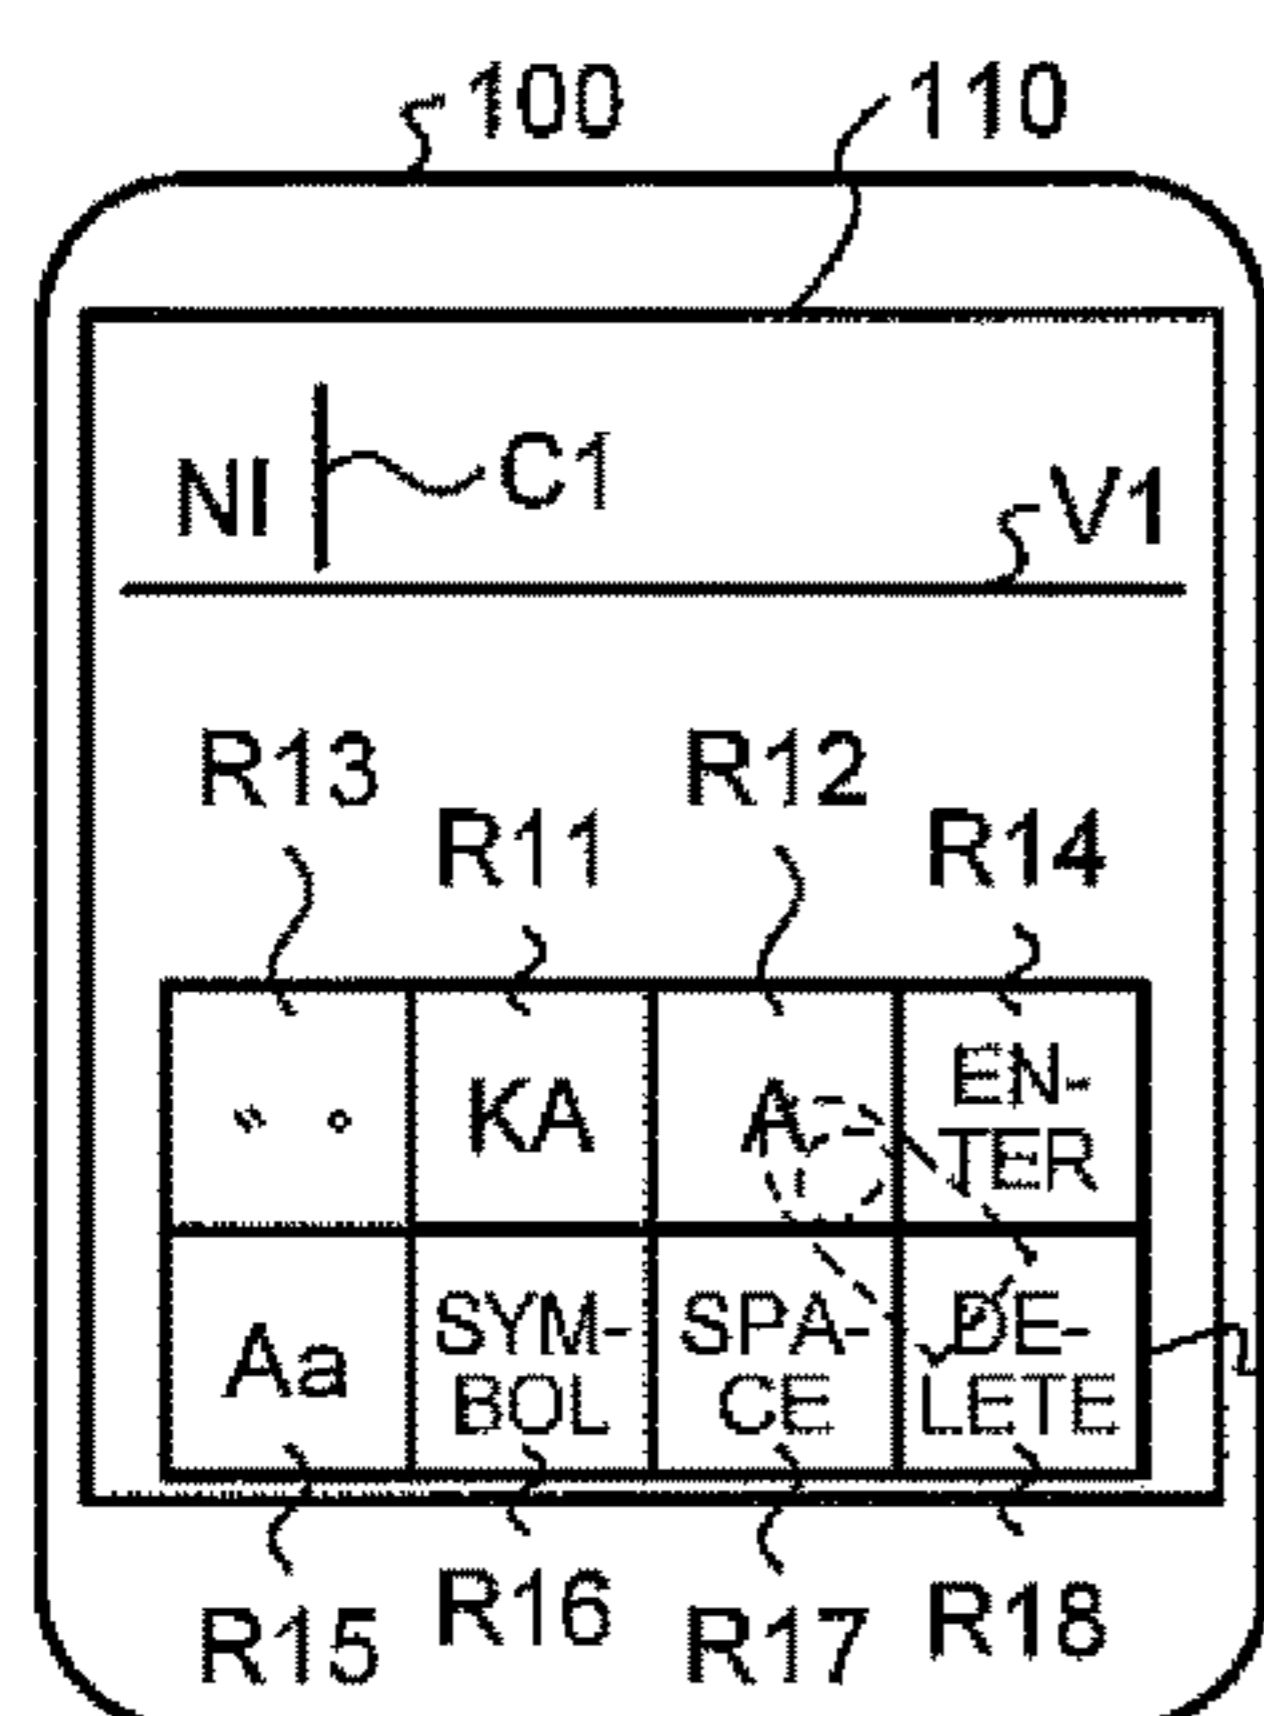 100 110
NI C1
V1
R13 R12
R11 R14
KA A EN-
TER
Aa SYM- SPA- DE-
BOL CE LETE
R16 R18
R15 R17